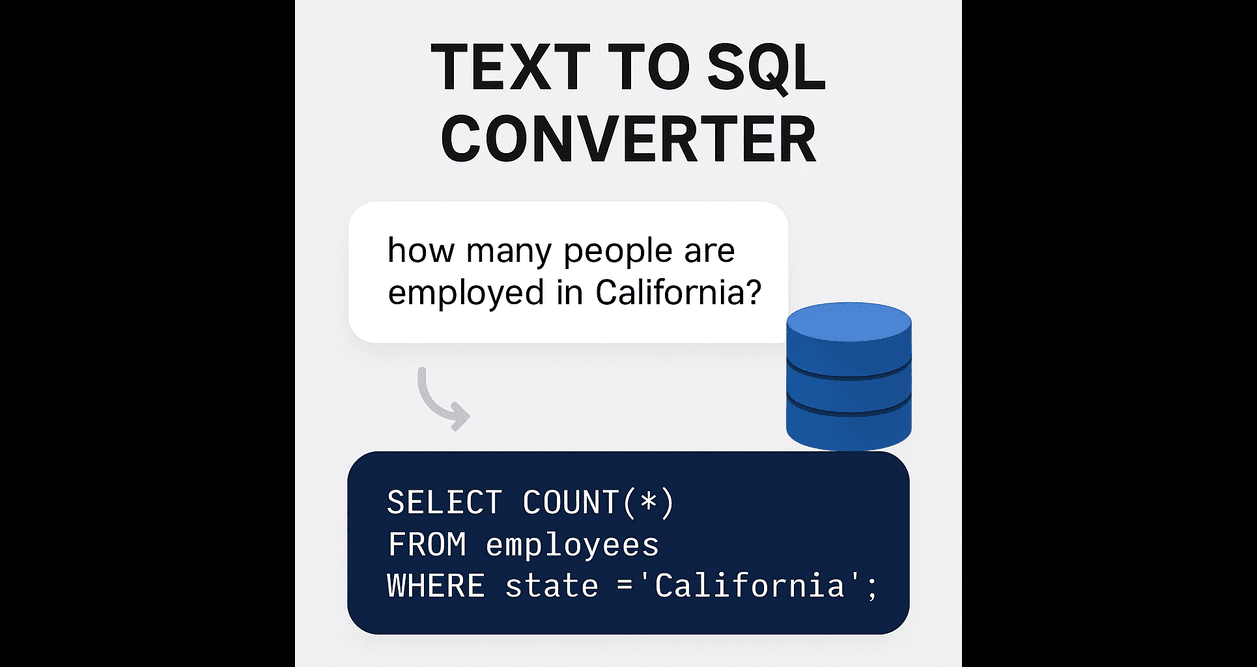 TEXT TO SQL
CONVERTER
how many people are
employed in California?
SELECT COUNT(*)
FROM employees
WHERE state ='California';